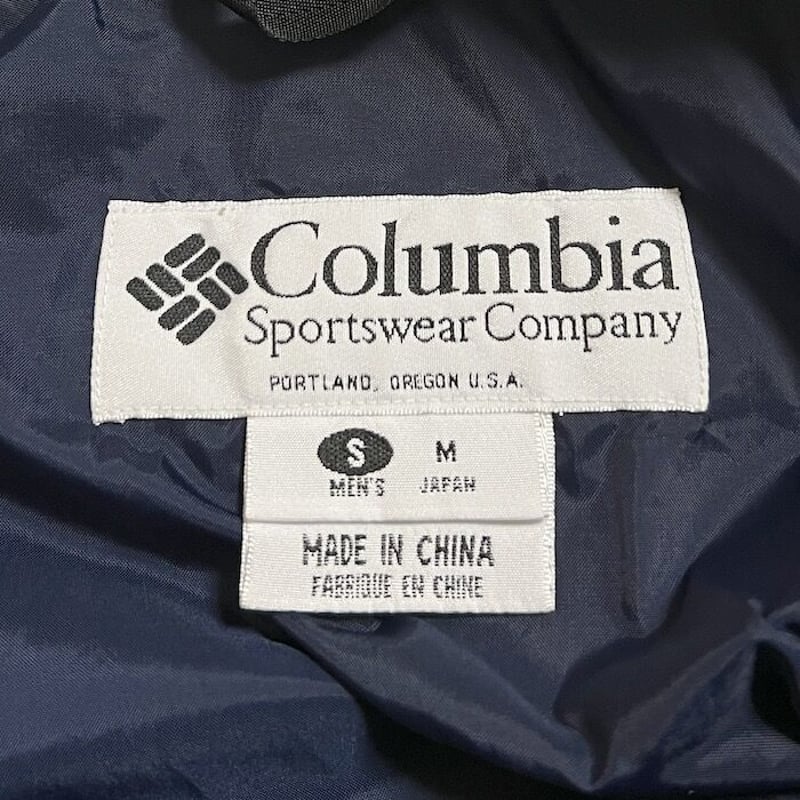 Columbia
Sportswear Company
PORTLAND, OREGON U.S.A.
S M
MEN'S JAPAN
MADE IN CHINA
FABRIQUE EN CHINE